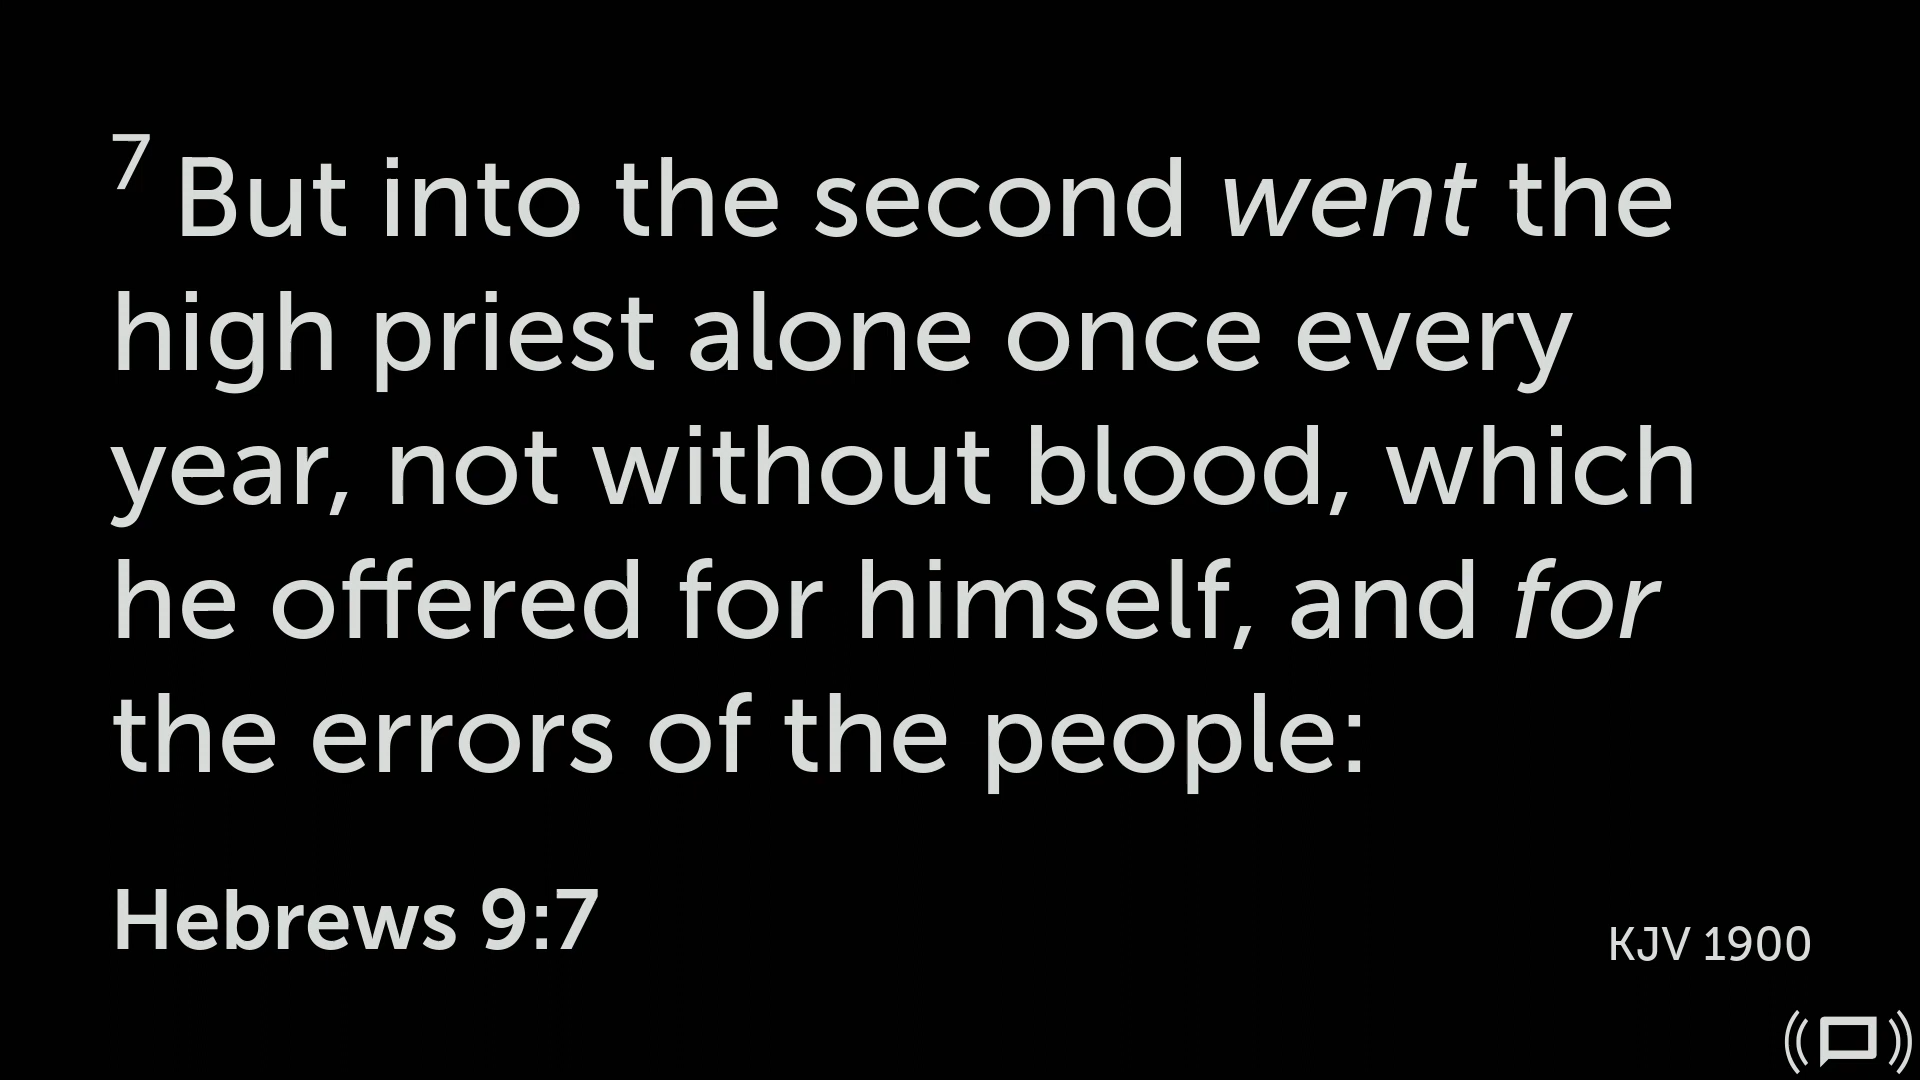 7 But into the second went the
high priest alone once every
year, not without blood, which
he offered for himself, and for
the errors of the people:
Hebrews 9:7
KJV 1900